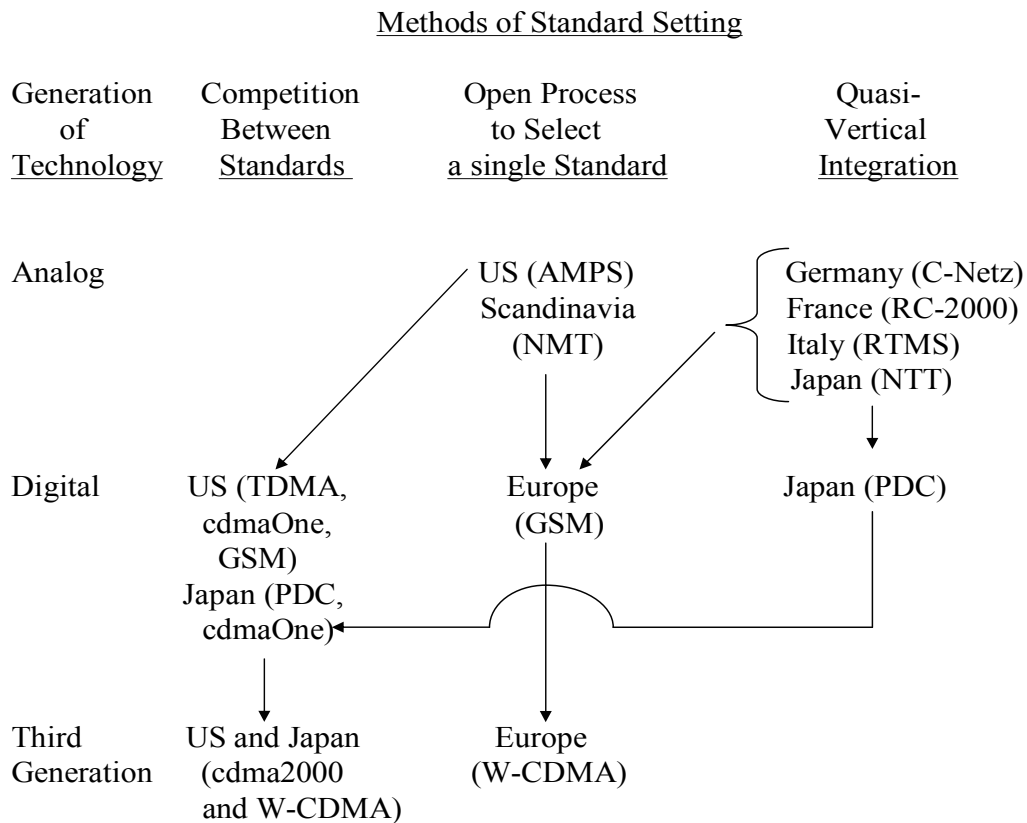 Methods of Standard Setting
Generation Competition Open Process Quasi-
of Between to Select Vertical
Technology Standards a single Standard Integration
Analog US (AMPS) Germany (C-Netz)
Scandinavia France (RC-2000)
(NMT) Italy (RTMS)
Japan (NTT)
Digital US (TDMA, Europe Japan (PDC)
cdmaOne, (GSM)
GSM)
Japan (PDC,
cdmaOne)
Third US and Japan Europe
Generation (cdma2000 (W-CDMA)
and W-CDMA)